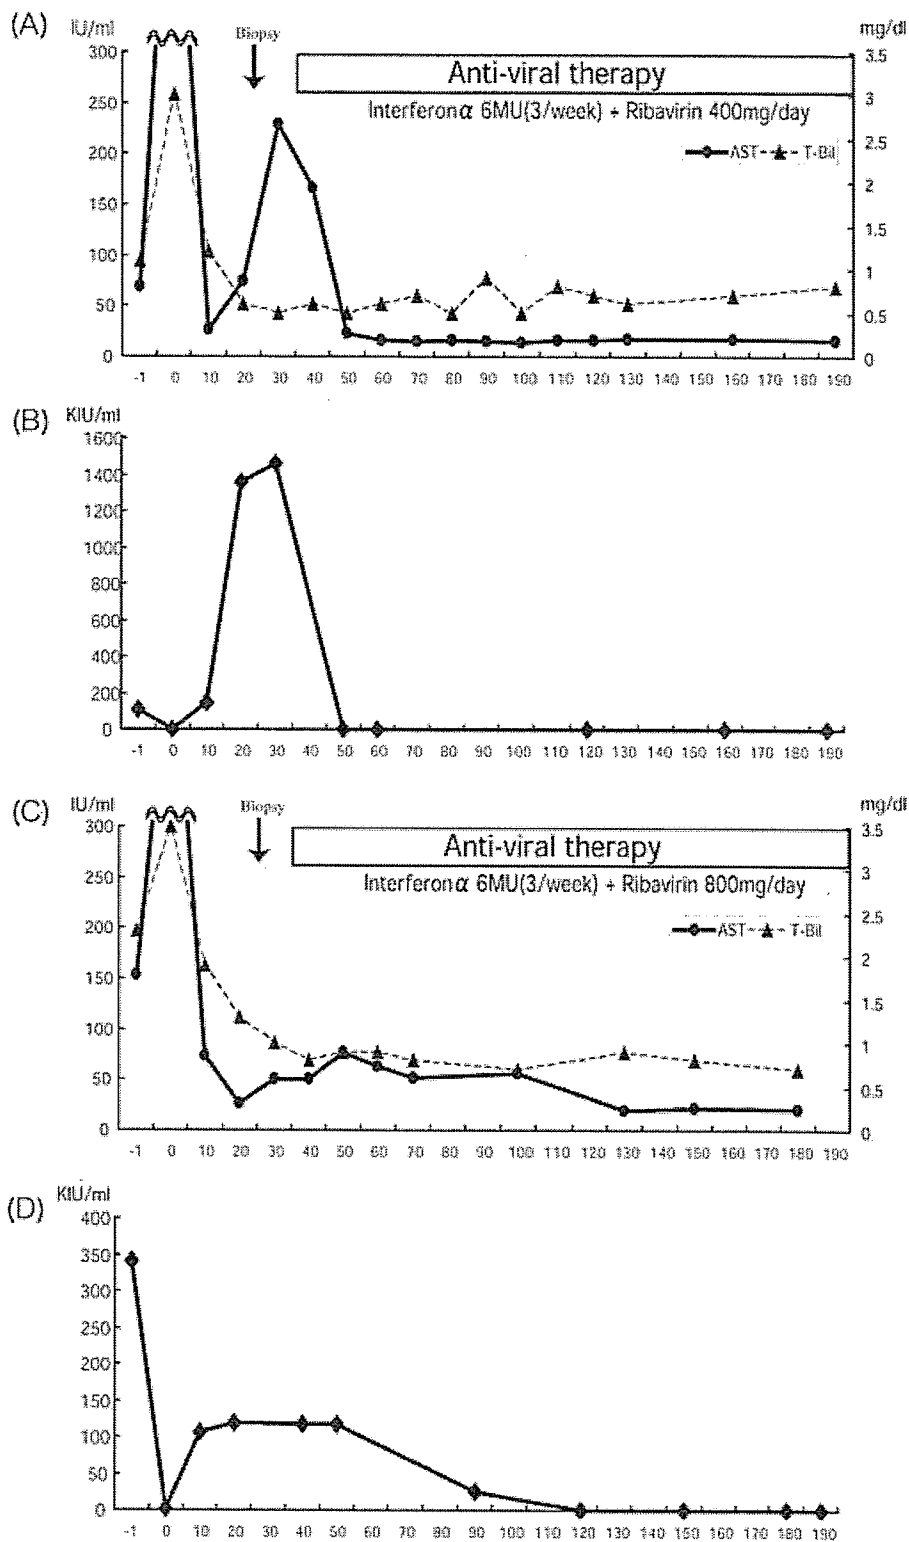 (A)
IU/ml
Biopsy
mg/dl
300
250
200
150
100
50
0
3.5
3
2.5
2
1.5
1
0.5
0
Anti-viral therapy
Interferonα 6MU(3/week) + Ribavirin 400mg/day
AST T-Bil
-1 0 10 20 30 40 50 60 70 80 90 100 110 120 130 140 150 160 170 180 190
(B)
KIU/ml
1600
1400
1200
1000
800
600
400
200
0
-1 0 10 20 30 40 50 60 70 80 90 100 110 120 130 140 150 160 170 180 190
(C)
IU/ml
Biopsy
mg/dl
300
250
200
150
100
50
0
3.5
3
2.5
2
1.5
1
0.5
0
Anti-viral therapy
Interferonα 6MU(3/week) + Ribavirin 800mg/day
AST T-Bil
-1 0 10 20 30 40 50 60 70 80 90 100 110 120 130 140 150 160 170 180 190
(D)
KIU/ml
400
350
300
250
200
150
100
50
0
-1 0 10 20 30 40 50 60 70 80 90 100 110 120 130 140 150 160 170 180 190